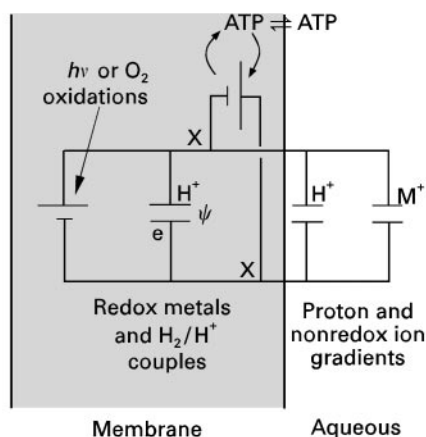 ATP ⇌ ATP
hν or O₂
oxidations
X
H⁺
ψ
e
H⁺
M⁺
X
Redox metals
and H₂/H⁺
couples
Proton and
nonredox ion
gradients
Membrane
Aqueous